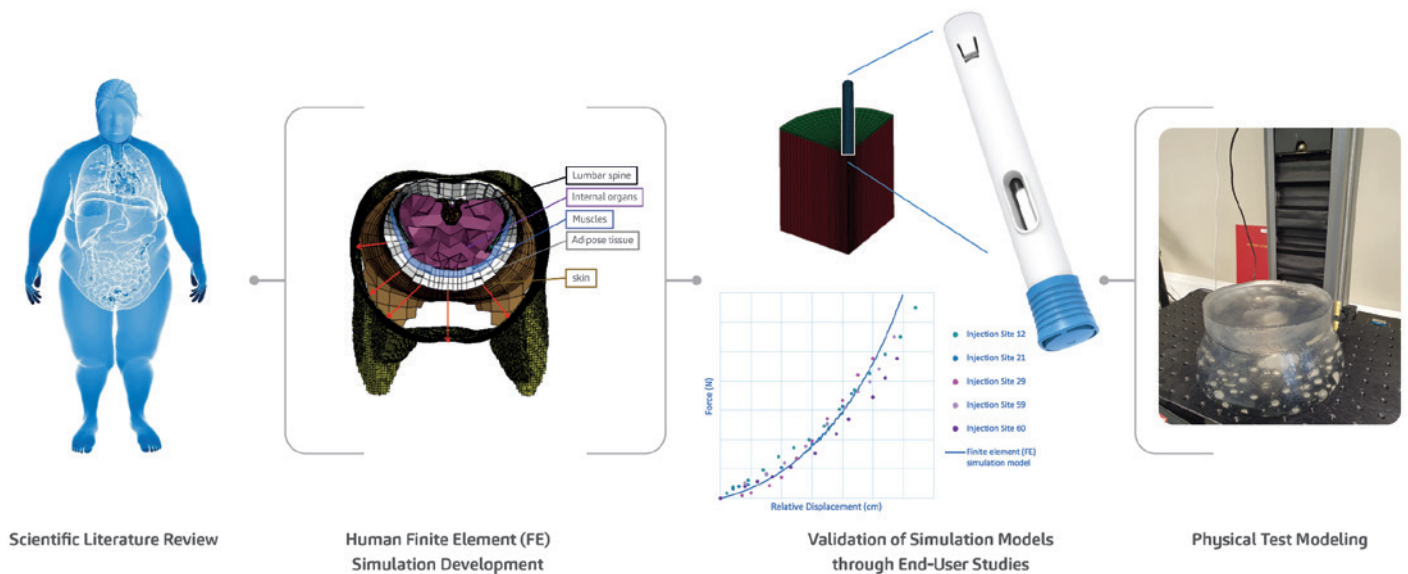 Lumbar spine
Internal organs
Muscles
Adipose tissue
skin
Force (N)
Relative Displacement (cm)
Injection Site 12
Injection Site 21
Injection Site 29
Injection Site 59
Injection Site 60
Finite element (FE)
simulation model
Scientific Literature Review
Human Finite Element (FE)
Simulation Development
Validation of Simulation Models
through End-User Studies
Physical Test Modeling